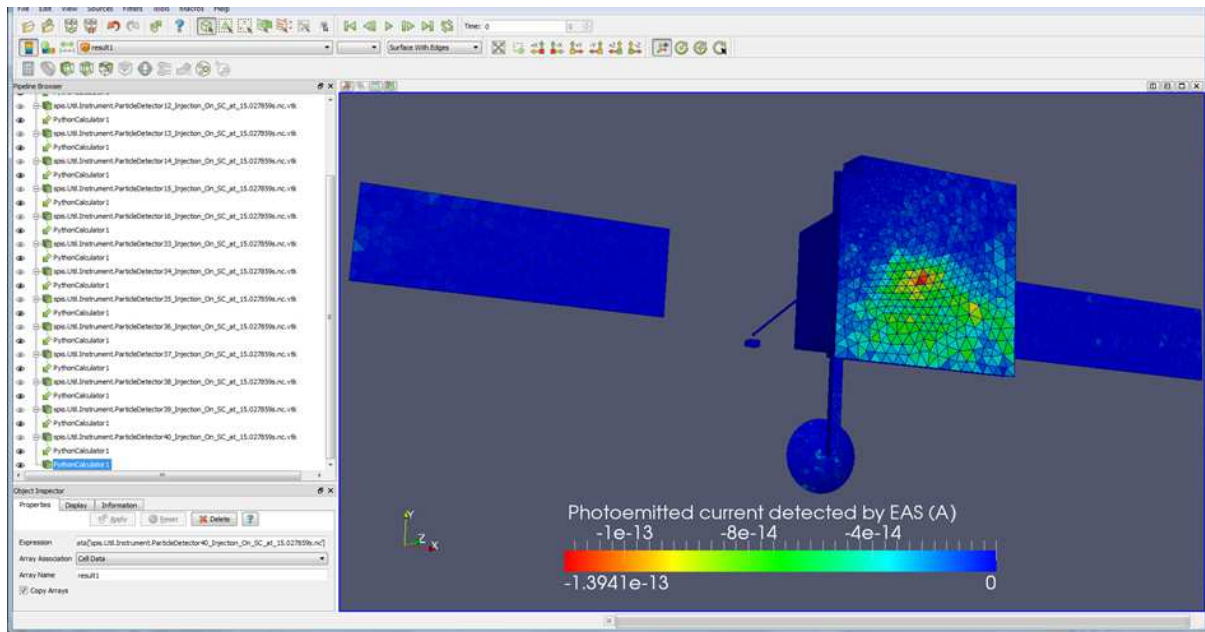 File Edit View Sources Filters Tools Macros Help
Time: 0
0
result1
Surface With Edges
Pipeline Browser
spis.Util.Instrument.ParticleDetector12_Injection_On_SC_at_15.027859s.nc.vtk
PythonCalculator1
spis.Util.Instrument.ParticleDetector13_Injection_On_SC_at_15.027859s.nc.vtk
PythonCalculator1
spis.Util.Instrument.ParticleDetector14_Injection_On_SC_at_15.027859s.nc.vtk
PythonCalculator1
spis.Util.Instrument.ParticleDetector15_Injection_On_SC_at_15.027859s.nc.vtk
PythonCalculator1
spis.Util.Instrument.ParticleDetector16_Injection_On_SC_at_15.027859s.nc.vtk
PythonCalculator1
spis.Util.Instrument.ParticleDetector33_Injection_On_SC_at_15.027859s.nc.vtk
PythonCalculator1
spis.Util.Instrument.ParticleDetector34_Injection_On_SC_at_15.027859s.nc.vtk
PythonCalculator1
spis.Util.Instrument.ParticleDetector35_Injection_On_SC_at_15.027859s.nc.vtk
PythonCalculator1
spis.Util.Instrument.ParticleDetector36_Injection_On_SC_at_15.027859s.nc.vtk
PythonCalculator1
spis.Util.Instrument.ParticleDetector37_Injection_On_SC_at_15.027859s.nc.vtk
PythonCalculator1
spis.Util.Instrument.ParticleDetector38_Injection_On_SC_at_15.027859s.nc.vtk
PythonCalculator1
spis.Util.Instrument.ParticleDetector39_Injection_On_SC_at_15.027859s.nc.vtk
PythonCalculator1
spis.Util.Instrument.ParticleDetector40_Injection_On_SC_at_15.027859s.nc.vtk
PythonCalculator1
PythonCalculator1
Object Inspector
Properties Display Information
Apply Reset Delete ?
Expression ata['spis.Util.Instrument.ParticleDetector40_Injection_On_SC_at_15.027859s.nc']
Array Association Cell Data
Array Name result1
Copy Arrays
Y
Z X
Photoemitted current detected by EAS (A)
-1e-13 -8e-14 -4e-14
-1.3941e-13 0